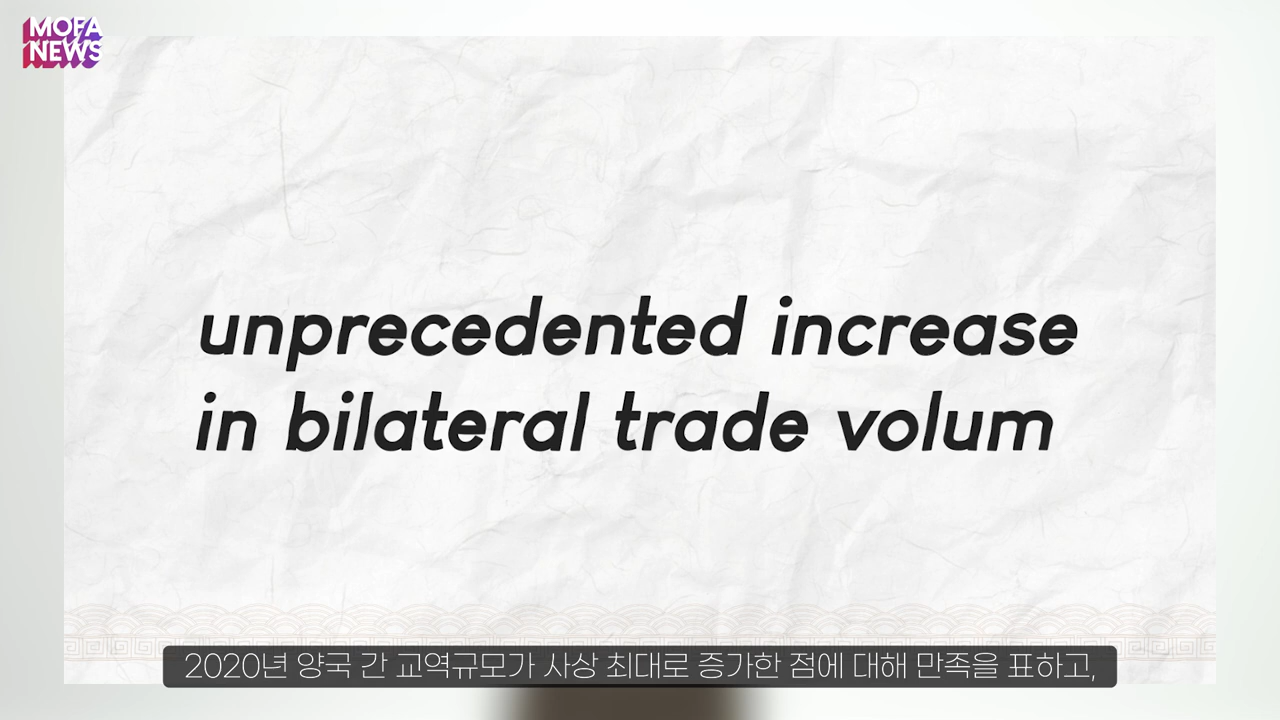 MOFA
NEWS
unprecedented increase
in bilateral trade volum
2020년 양국 간 교역규모가 사상 최대로 증가한 점에 대해 만족을 표하고,